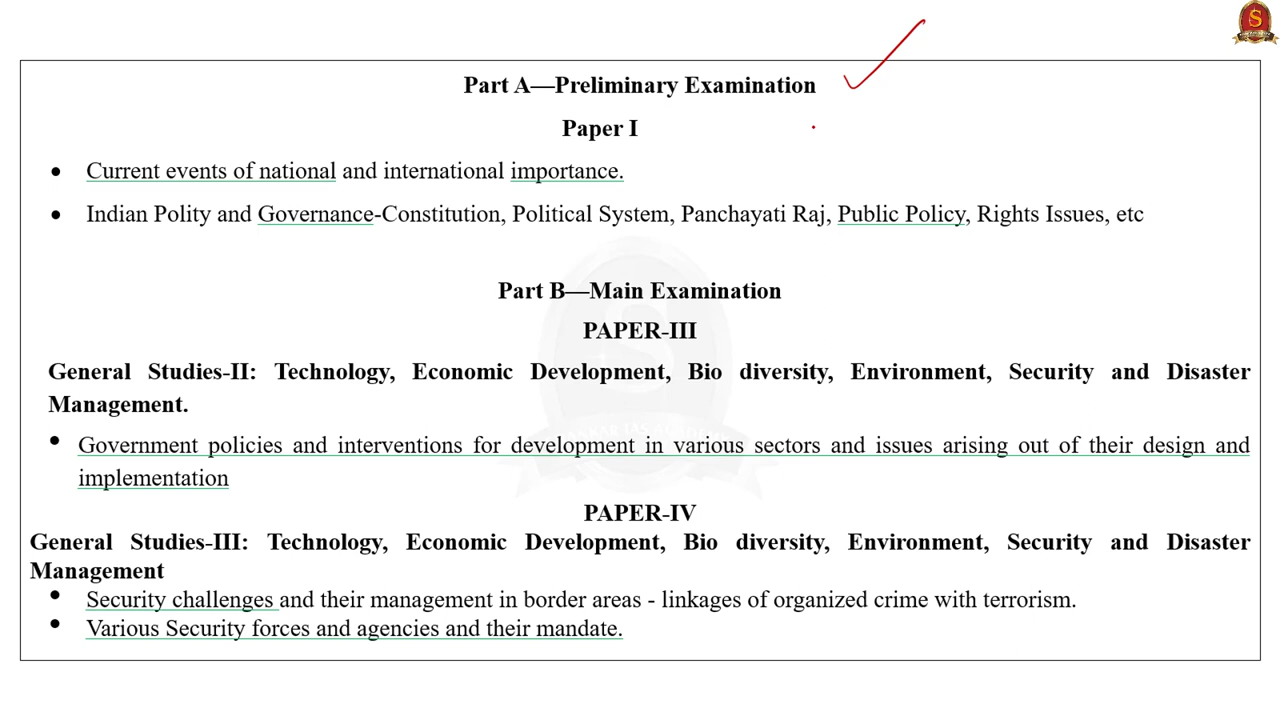 Part A—Preliminary Examination
Paper I
• Current events of national and international importance.
• Indian Polity and Governance-Constitution, Political System, Panchayati Raj, Public Policy, Rights Issues, etc
Part B—Main Examination
PAPER-III
General Studies-II: Technology, Economic Development, Bio diversity, Environment, Security and Disaster
Management.
• Government policies and interventions for development in various sectors and issues arising out of their design and
implementation
PAPER-IV
General Studies-III: Technology, Economic Development, Bio diversity, Environment, Security and Disaster
Management
• Security challenges and their management in border areas - linkages of organized crime with terrorism.
• Various Security forces and agencies and their mandate.